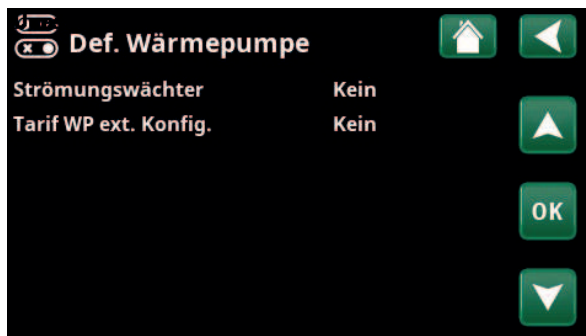 Def. Wärmepumpe
Strömungswächter Kein
Tarif WP ext. Konfig. Kein
OK